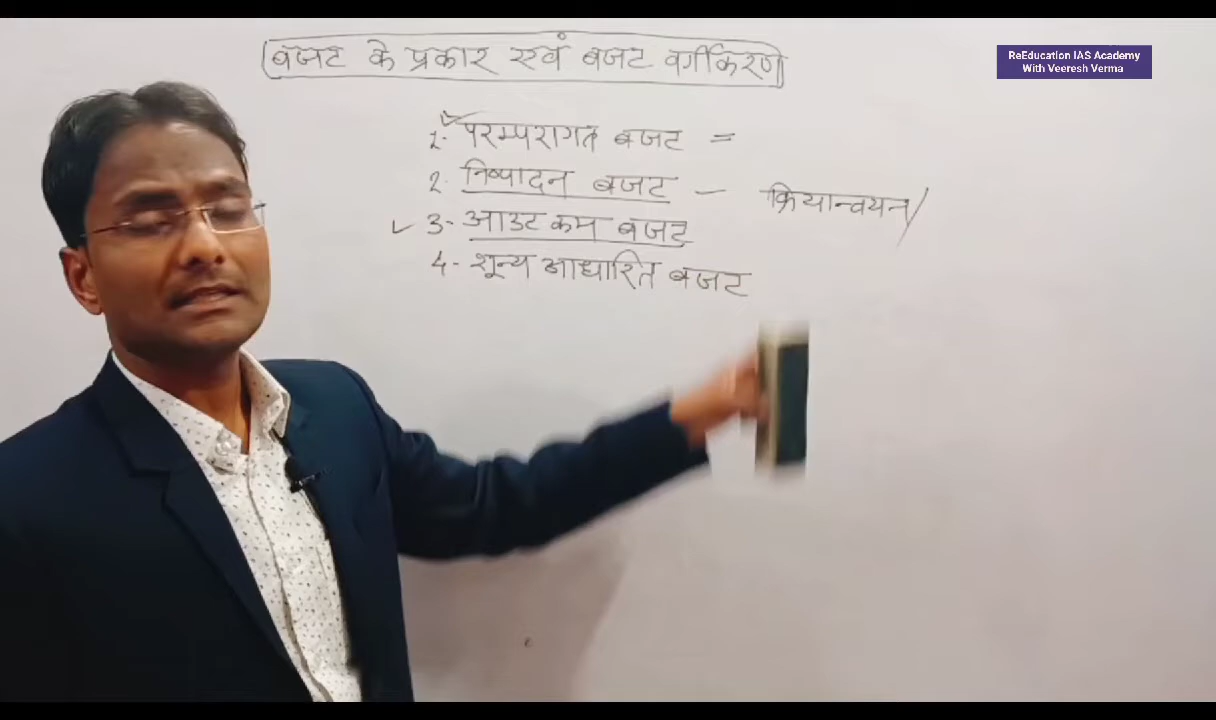 बजट के प्रकार एवं बजट वर्गीकरण
ReEducation IAS Academy
With Veeresh Verma
1- परम्परागत बजट =
2- निष्पादन बजट - क्रियान्वयन/
3- आउटकम बजट
4- शून्य आधारित बजट